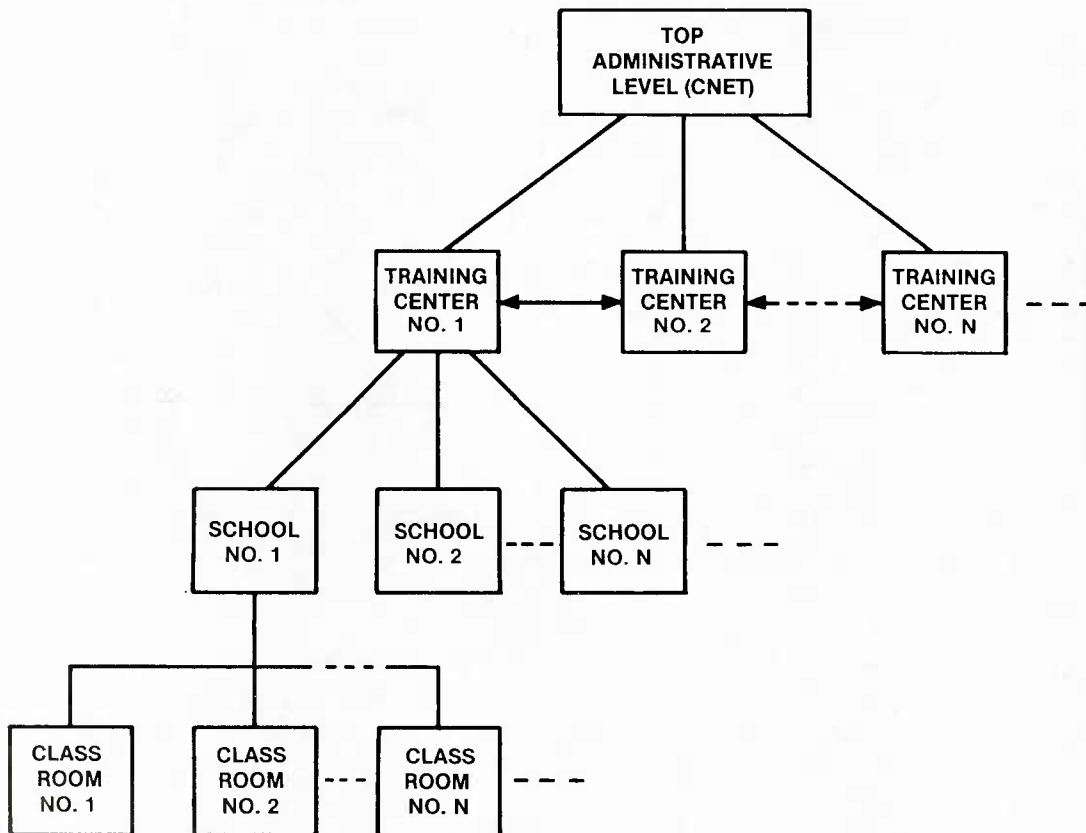 TOP
ADMINISTRATIVE
LEVEL (CNET)
TRAINING
CENTER
NO. 1
TRAINING
CENTER
NO. 2
TRAINING
CENTER
NO. N
SCHOOL
NO. 1
SCHOOL
NO. 2
SCHOOL
NO. N
CLASS
ROOM
NO. 1
CLASS
ROOM
NO. 2
CLASS
ROOM
NO. N